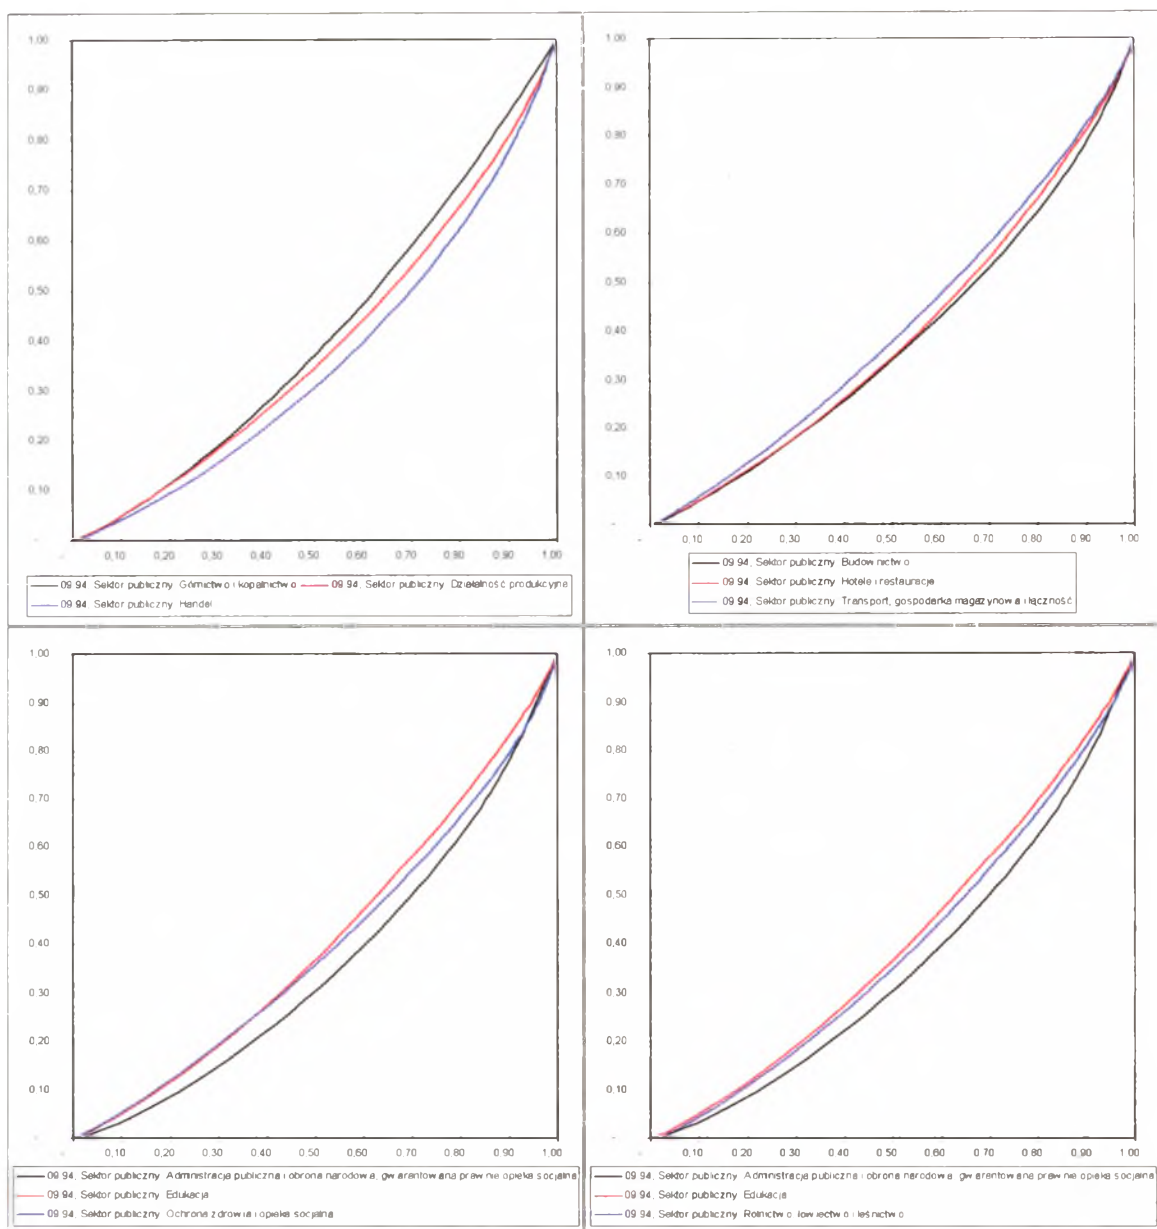 1.00
0,90
0,80
0,70
0,60
0,50
0,40
0,30
0,20
0,10
0,10 0,20 0,30 0,40 0,50 0,60 0,70 0,80 0,90 1.00
09 94, Sektor publiczny Górnictwo i kopalnictwo 09 94, Sektor publiczny Działalność produkcyjna
09 94, Sektor publiczny Handel
1.00
0,90
0,80
0,70
0,60
0,50
0,40
0,30
0,20
0,10
0,10 0,20 0,30 0,40 0,50 0,60 0,70 0,80 0,90 1.00
09 94, Sektor publiczny Budownictwo
09 94, Sektor publiczny Hotele i restauracje
09 94, Sektor publiczny Transport, gospodarka magazynowa i łączność
1.00
0,90
0,80
0,70
0,60
0,50
0,40
0,30
0,20
0,10
0,10 0,20 0,30 0,40 0,50 0,60 0,70 0,80 0,90 1.00
09 94, Sektor publiczny Administracja publiczna i obrona narodowa, gwarantowana prawnie opieka socjalna
09 94, Sektor publiczny Edukacja
09 94, Sektor publiczny Ochrona zdrowia i opieka socjalna
1.00
0,90
0,80
0,70
0,60
0,50
0,40
0,30
0,20
0,10
0,10 0,20 0,30 0,40 0,50 0,60 0,70 0,80 0,90 1.00
09 94, Sektor publiczny Administracja publiczna i obrona narodowa, gwarantowana prawnie opieka socjalna
09 94, Sektor publiczny Edukacja
09 94, Sektor publiczny Rolnictwo, łowiectwo i leśnictwo